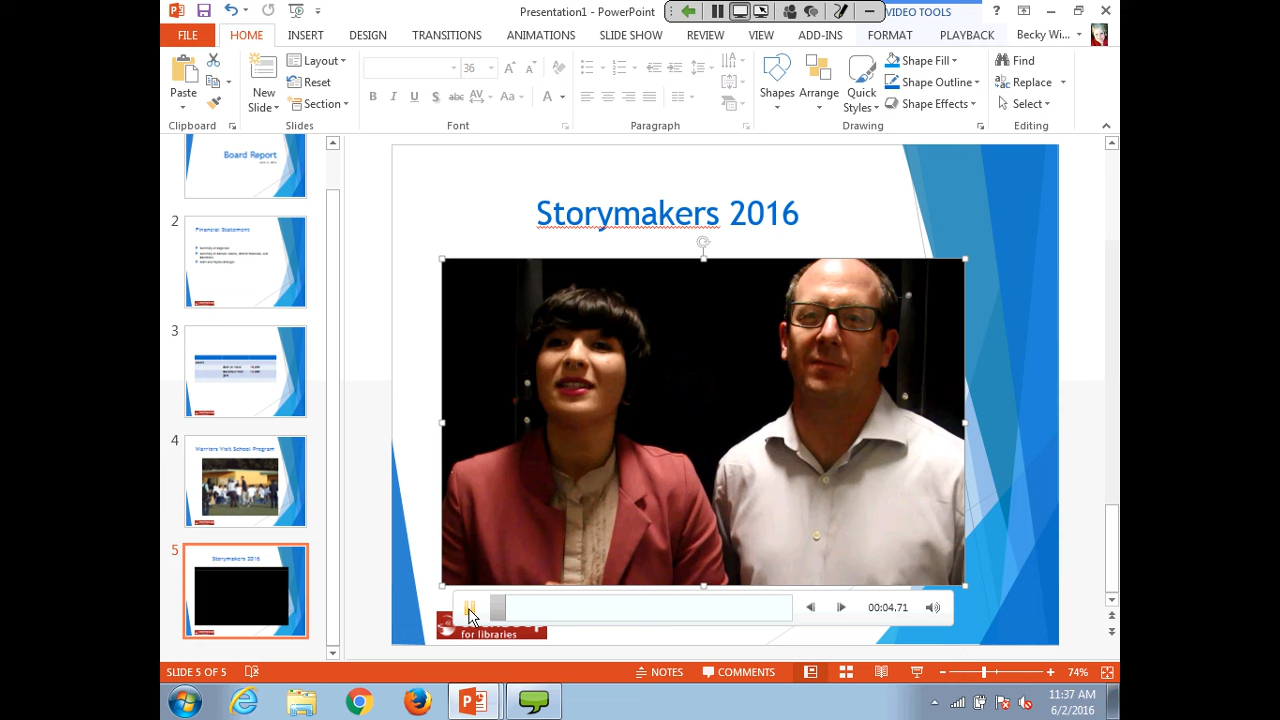 Presentation1 - PowerPoint
VIDEO TOOLS
FILE HOME INSERT DESIGN TRANSITIONS ANIMATIONS SLIDE SHOW REVIEW VIEW ADD-INS FORMAT PLAYBACK Becky Wi...
Paste
New
Slide
Layout
Reset
Section
36
B I U S abc AV Aa A
Shapes
Arrange
Quick
Styles
Shape Fill
Shape Outline
Shape Effects
Find
Replace
Select
Clipboard Slides Font Paragraph Drawing Editing
Board Report
2
Financial Statement
3
4
Warriors Visit School Program
5
Storymakers 2016
Storymakers 2016
00:04.71
for libraries
SLIDE 5 OF 5
NOTES
COMMENTS
74%
11:37 AM
6/2/2016